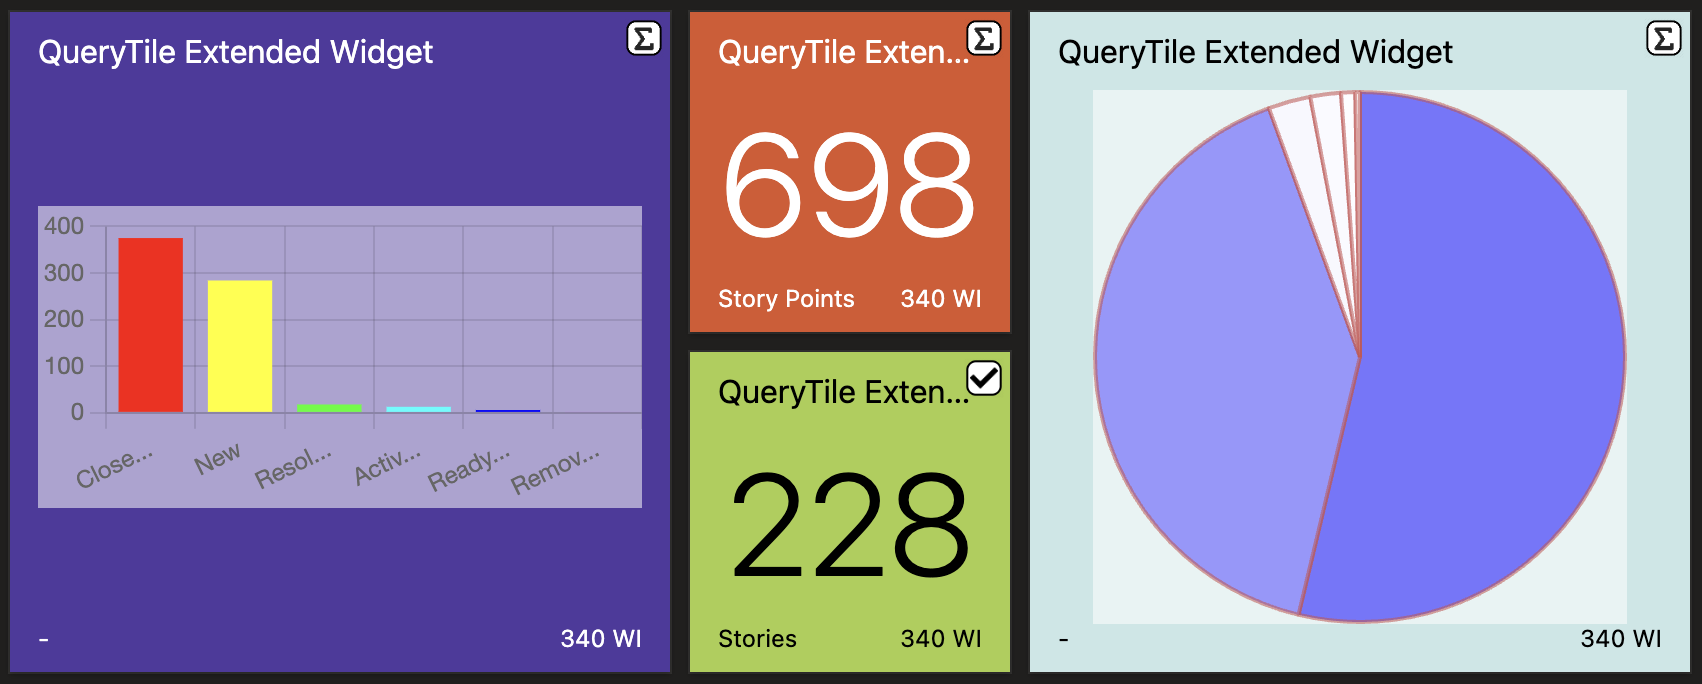 QueryTile Extended Widget
Σ
400
300
200
100
0
Close...
New
Resol...
Activ...
Ready...
Remov...
-
340 WI
QueryTile Exten...
Σ
698
Story Points
340 WI
QueryTile Exten...
228
Stories
340 WI
QueryTile Extended Widget
Σ
-
340 WI